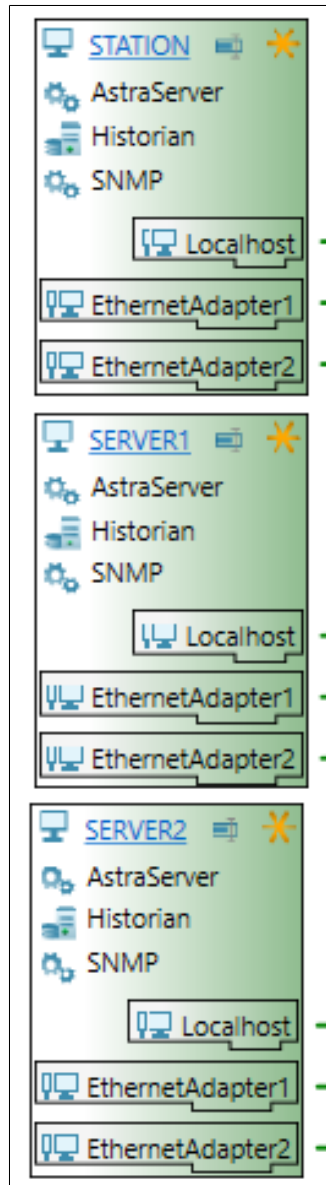 STATION
AstraServer
Historian
SNMP
Localhost
EthernetAdapter1
EthernetAdapter2
SERVER1
AstraServer
Historian
SNMP
Localhost
EthernetAdapter1
EthernetAdapter2
SERVER2
AstraServer
Historian
SNMP
Localhost
EthernetAdapter1
EthernetAdapter2